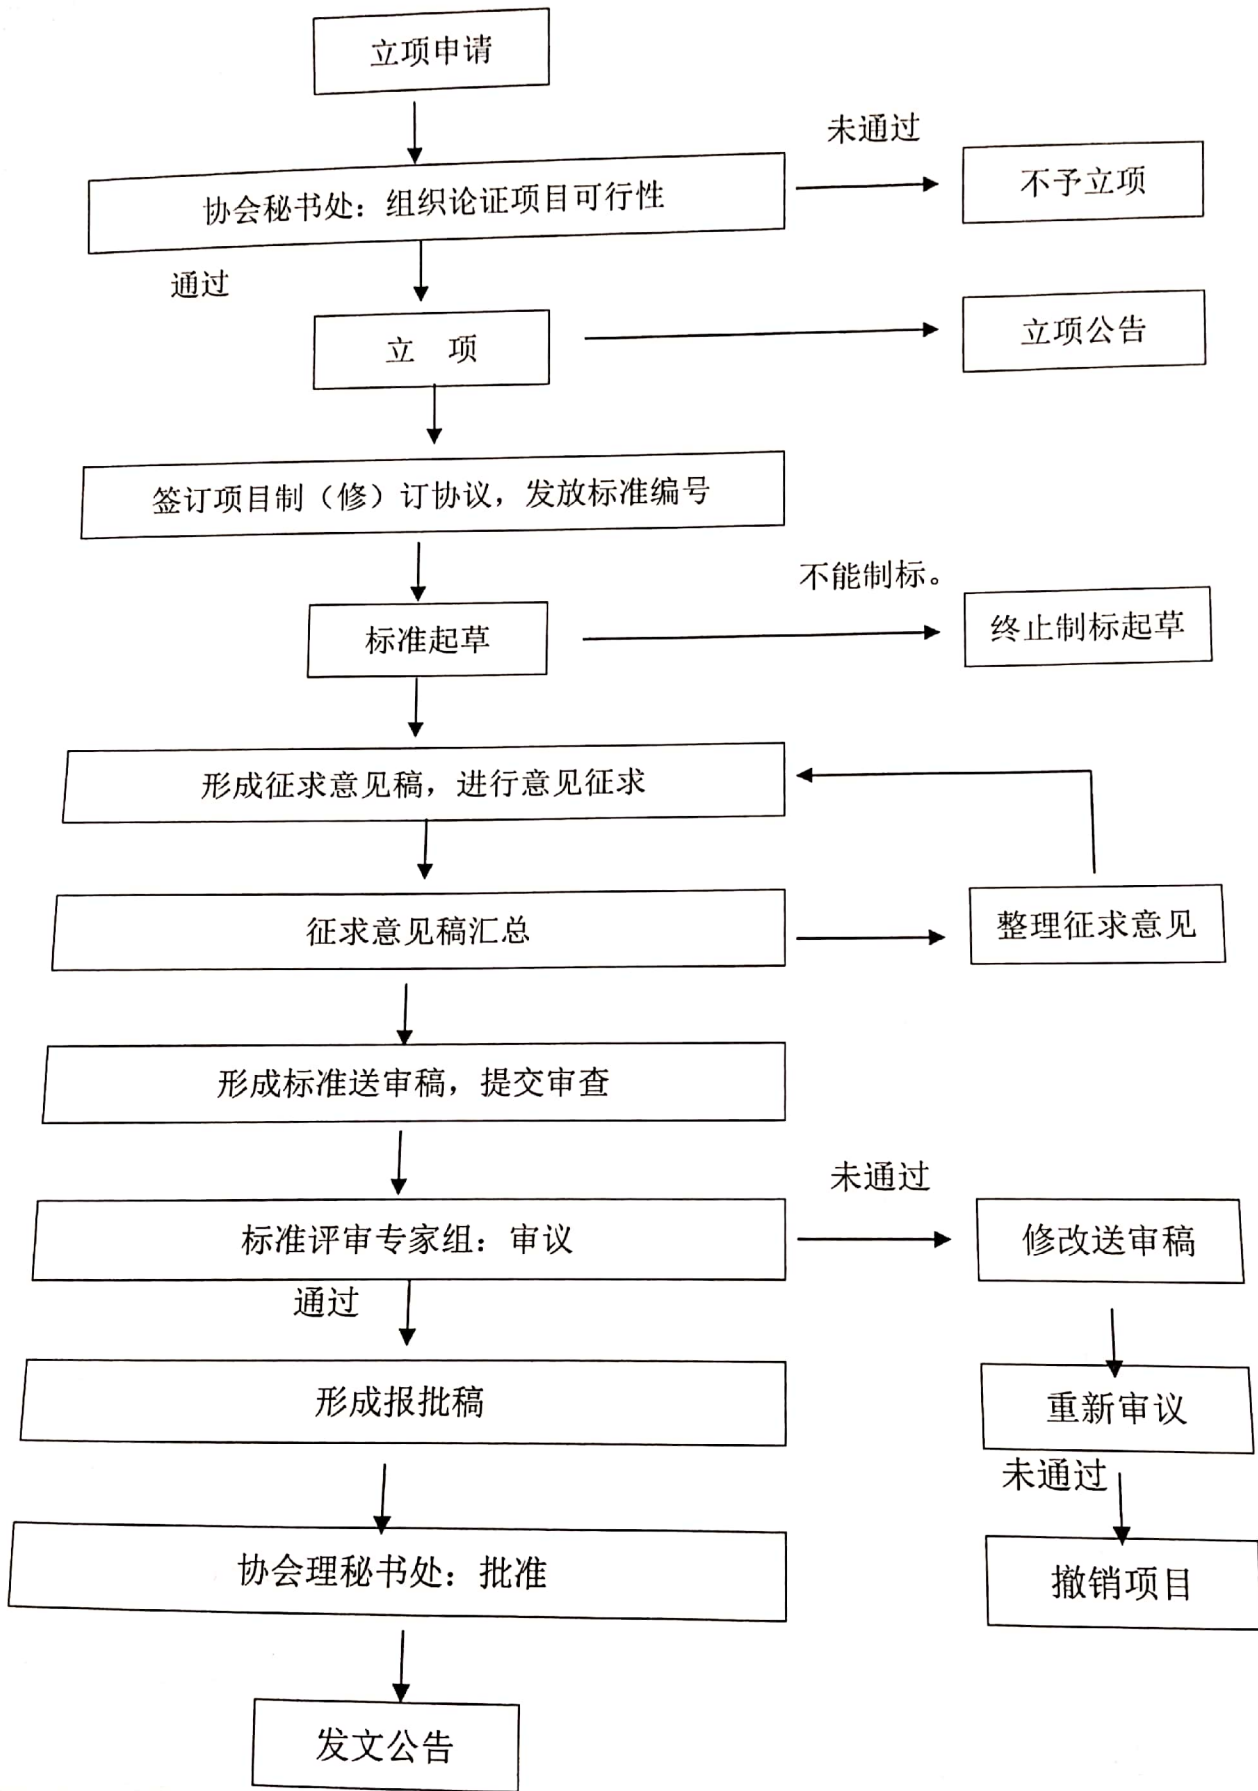 立项申请
未通过
协会秘书处：组织论证项目可行性
不予立项
通过
立 项
立项公告
签订项目制（修）订协议，发放标准编号
不能制标。
标准起草
终止制标起草
形成征求意见稿，进行意见征求
征求意见稿汇总
整理征求意见
形成标准送审稿，提交审查
未通过
标准评审专家组：审议
修改送审稿
通过
形成报批稿
重新审议
未通过
协会理秘书处：批准
撤销项目
发文公告